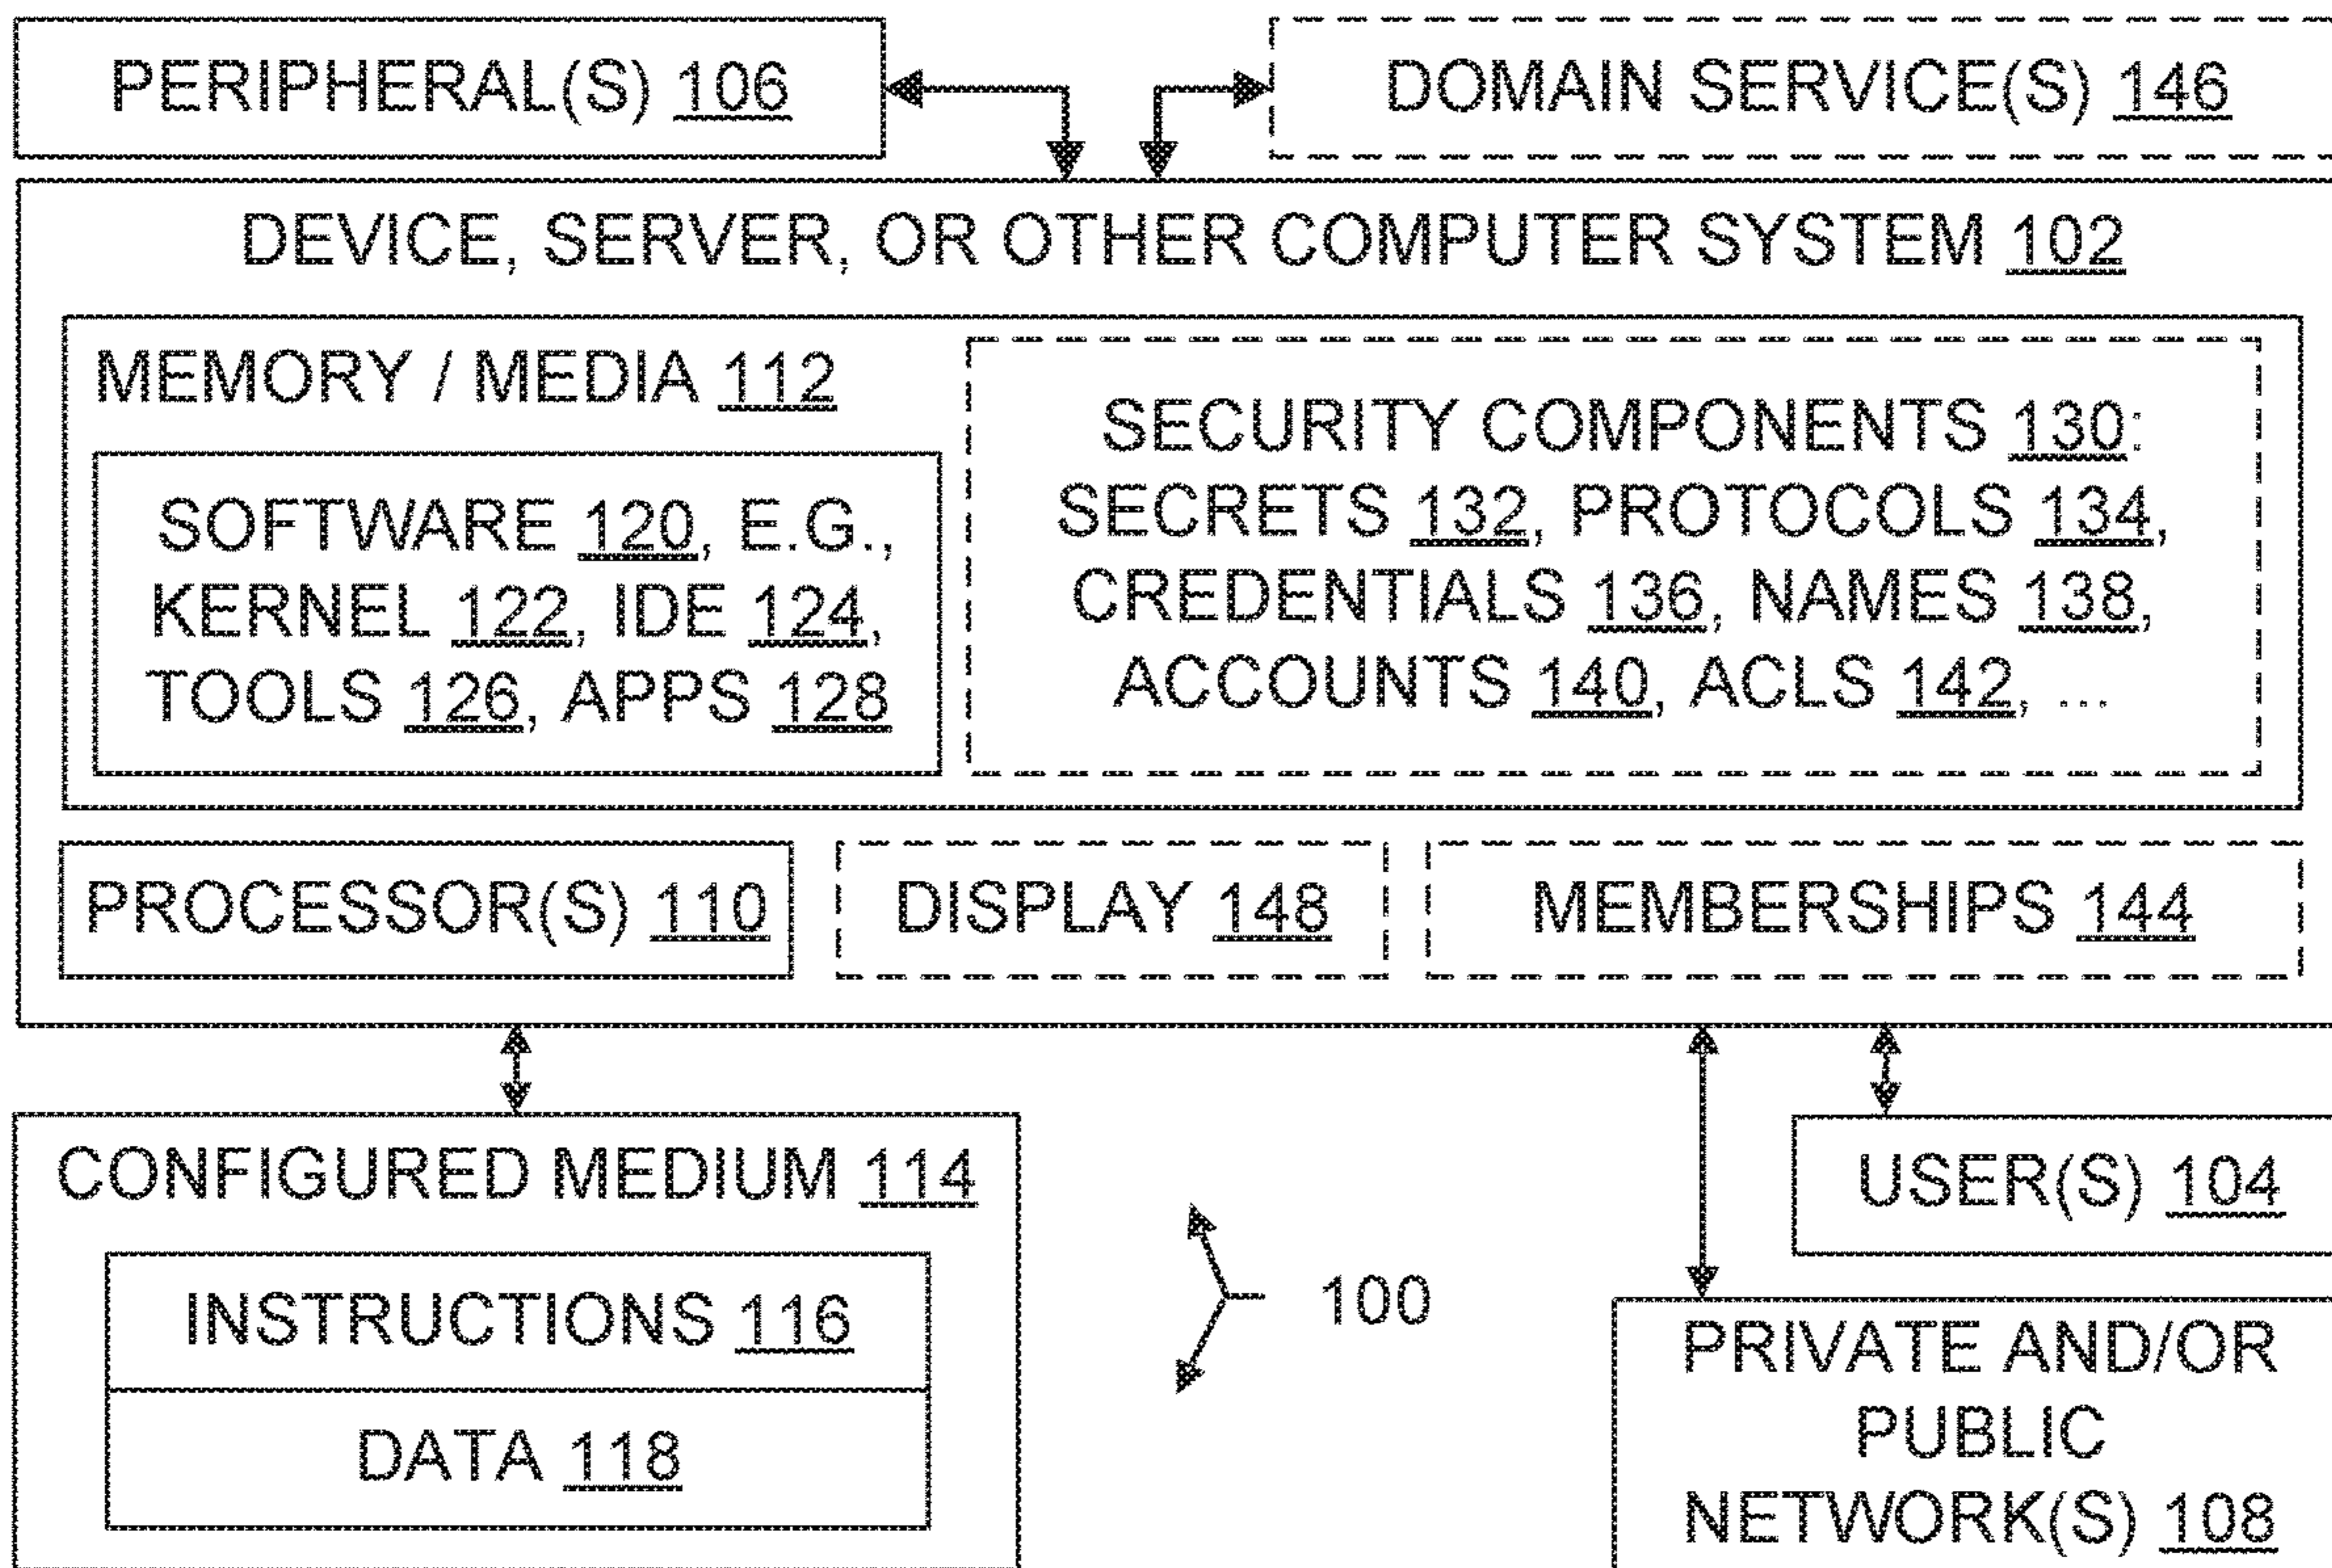 PERIPHERAL(S) 106
DOMAIN SERVICE(S) 146
DEVICE, SERVER, OR OTHER COMPUTER SYSTEM 102
MEMORY / MEDIA 112
SOFTWARE 120, E.G.,
KERNEL 122, IDE 124,
TOOLS 126, APPS 128
SECURITY COMPONENTS 130:
SECRETS 132, PROTOCOLS 134,
CREDENTIALS 136, NAMES 138,
ACCOUNTS 140, ACLS 142, ...
PROCESSOR(S) 110
DISPLAY 148
MEMBERSHIPS 144
CONFIGURED MEDIUM 114
INSTRUCTIONS 116
DATA 118
100
USER(S) 104
PRIVATE AND/OR
PUBLIC
NETWORK(S) 108